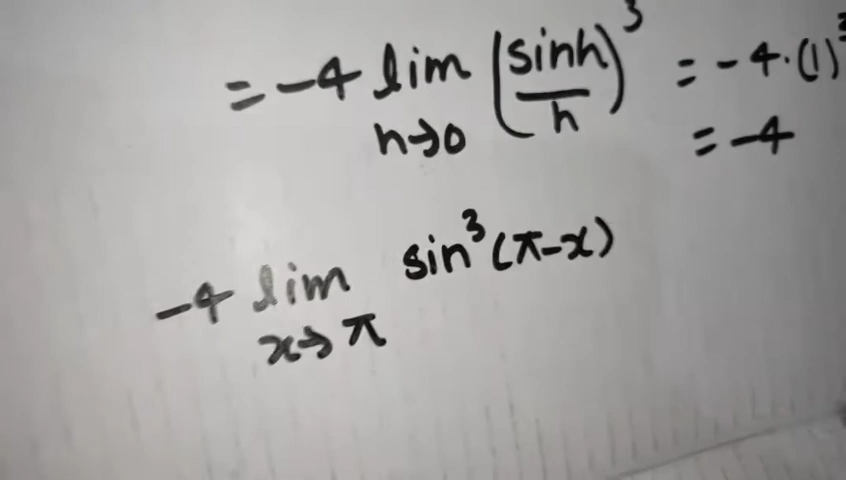 = -4 lim (sinh/h)³ = -4.(1)³
h→0
= -4
-4 lim sin³(π-x)
x→π